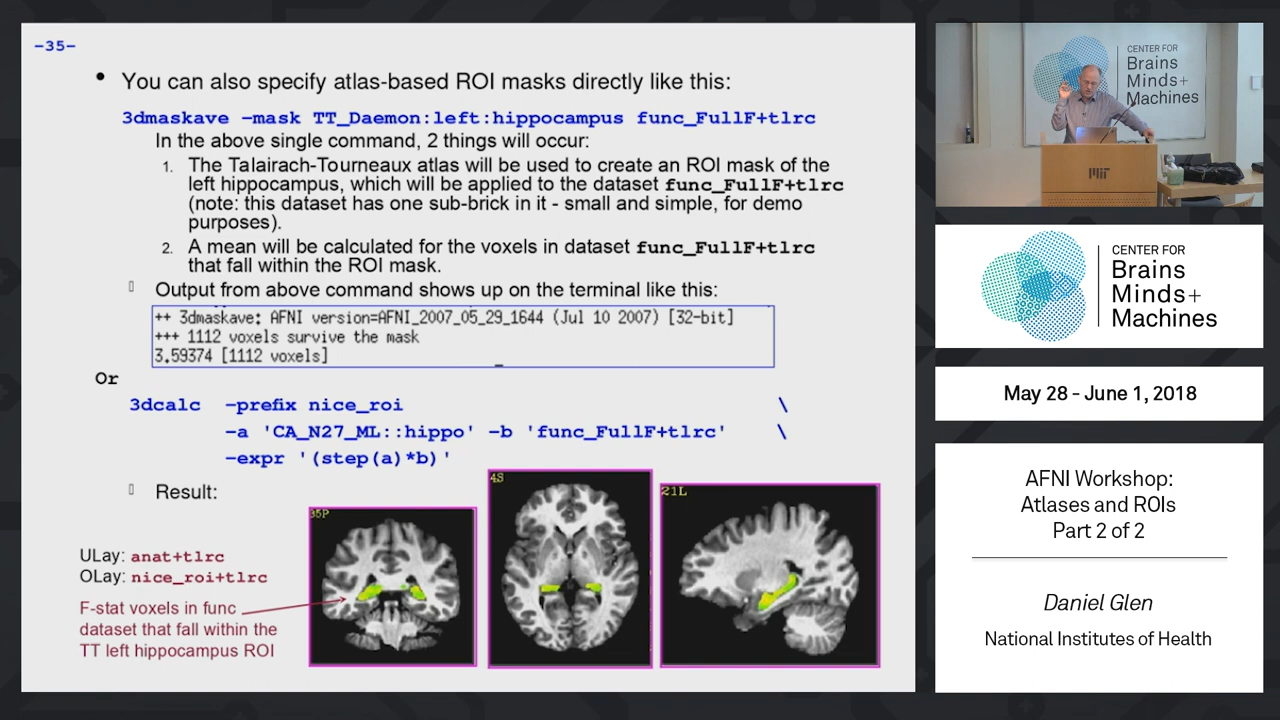 -35-
• You can also specify atlas-based ROI masks directly like this:
3dmaskave -mask TT_Daemon:left:hippocampus func_FullF+tlrc
In the above single command, 2 things will occur:
1. The Talairach-Tourneaux atlas will be used to create an ROI mask of the
left hippocampus, which will be applied to the dataset func_FullF+tlrc
(note: this dataset has one sub-brick in it - small and simple, for demo
purposes).
2. A mean will be calculated for the voxels in dataset func_FullF+tlrc
that fall within the ROI mask.
Output from above command shows up on the terminal like this:
++ 3dmaskave: AFNI version=AFNI_2007_05_29_1644 (Jul 10 2007) [32-bit]
+++ 1112 voxels survive the mask
3.59374 [1112 voxels]
Or
3dcalc -prefix nice_roi \
-a 'CA_N27_ML::hippo' -b 'func_FullF+tlrc' \
-expr '(step(a)*b)'
Result:
35P
4S
21L
ULay: anat+tlrc
OLay: nice_roi+tlrc
F-stat voxels in func
dataset that fall within the
TT left hippocampus ROI
CENTER FOR
Brains
Minds+
Machines
MIT
CENTER FOR
Brains
Minds+
Machines
May 28 - June 1, 2018
AFNI Workshop:
Atlases and ROIs
Part 2 of 2
Daniel Glen
National Institutes of Health